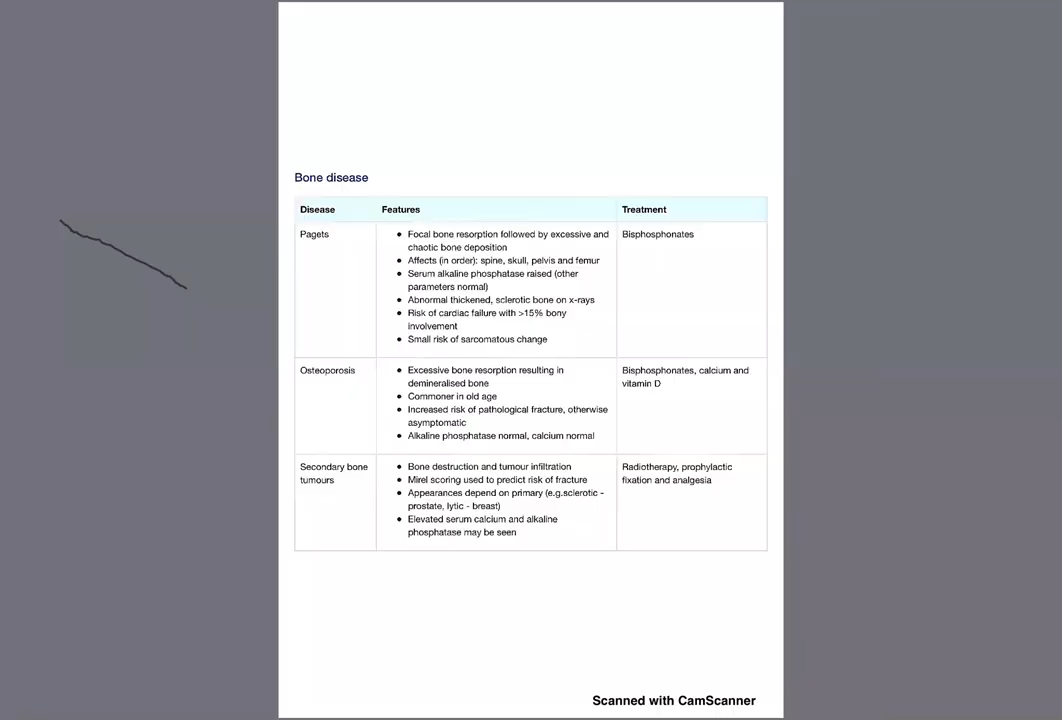 Bone disease
Disease Features Treatment
Pagets
• Focal bone resorption followed by excessive and
chaotic bone deposition
• Affects (in order): spine, skull, pelvis and femur
• Serum alkaline phosphatase raised (other
parameters normal)
• Abnormal thickened, sclerotic bone on x-rays
• Risk of cardiac failure with >15% bony
involvement
• Small risk of sarcomatous change
Bisphosphonates
Osteoporosis
• Excessive bone resorption resulting in
demineralised bone
• Commoner in old age
• Increased risk of pathological fracture, otherwise
asymptomatic
• Alkaline phosphatase normal, calcium normal
Bisphosphonates, calcium and
vitamin D
Secondary bone
tumours
• Bone destruction and tumour infiltration
• Mirel scoring used to predict risk of fracture
• Appearances depend on primary (e.g.sclerotic -
prostate, lytic - breast)
• Elevated serum calcium and alkaline
phosphatase may be seen
Radiotherapy, prophylactic
fixation and analgesia
Scanned with CamScanner